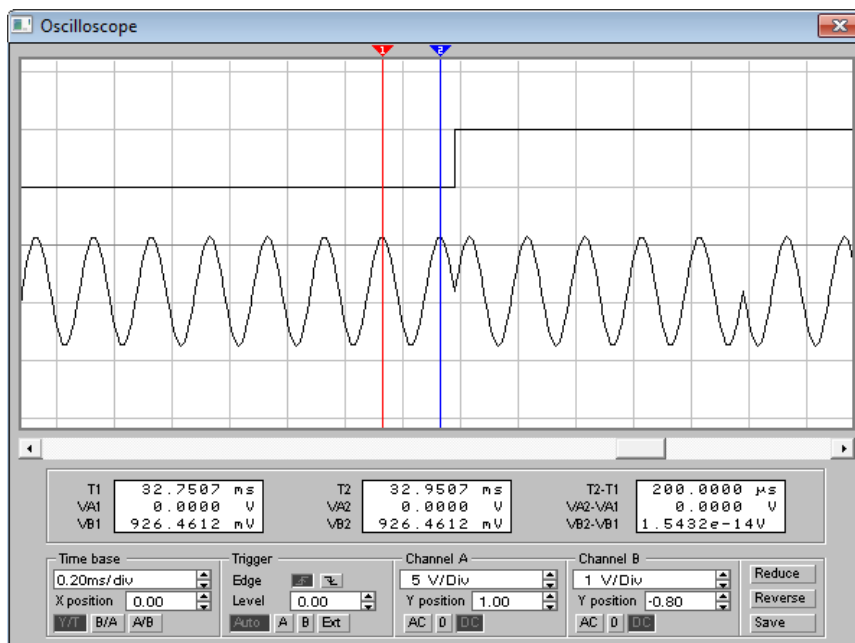 Oscilloscope
1 2
T1 32.7507 ms T2 32.9507 ms T2-T1 200.0000 µs
VA1 0.0000 V VA2 0.0000 V VA2-VA1 0.0000 V
VB1 926.4612 mV VB2 926.4612 mV VB2-VB1 1.5432e-14V
Time base Trigger Channel A Channel B
0.20ms/div Edge 5 V/Div 1 V/Div Reduce
X position 0.00 Level 0.00 Y position 1.00 Y position -0.80 Reverse
Y/T B/A A/B Auto A B Ext AC 0 DC AC 0 DC Save